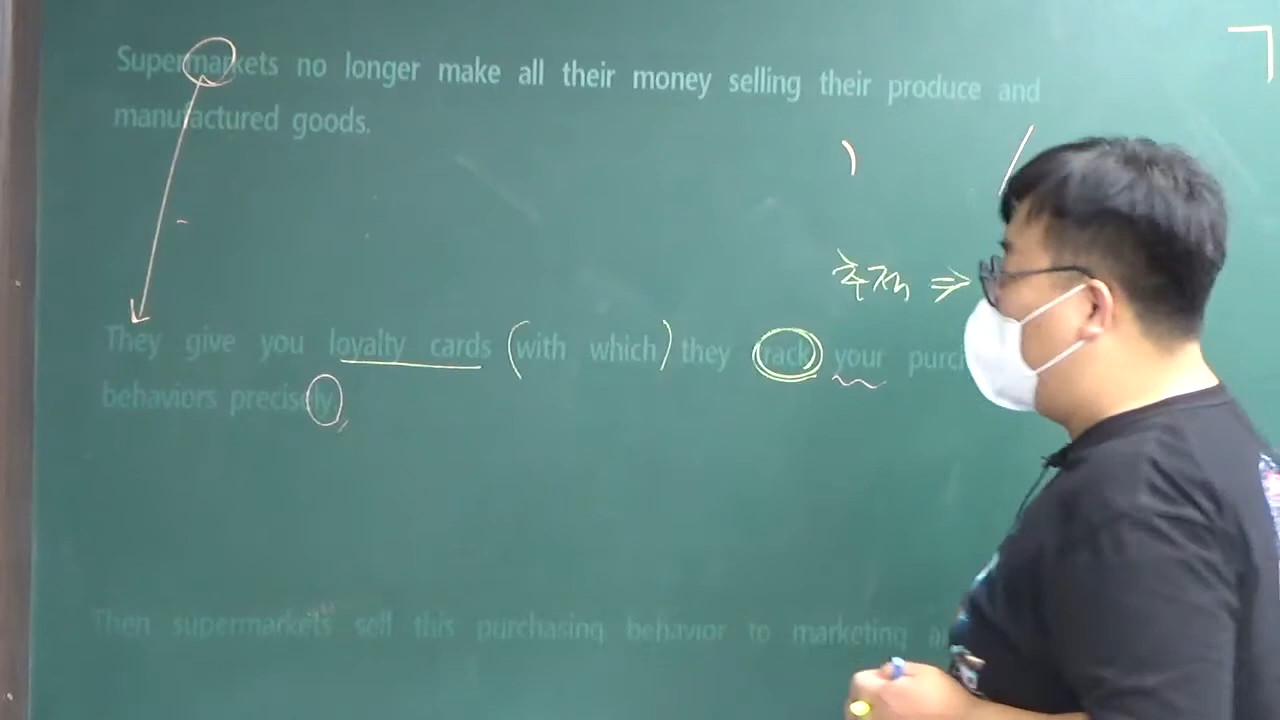 Supermarkets no longer make all their money selling their produce and
manufactured goods.
추적 ⇒
They give you loyalty cards (with which) they track your
behaviors precisely.
Then supermarkets sell this purchasing behavior to marketing